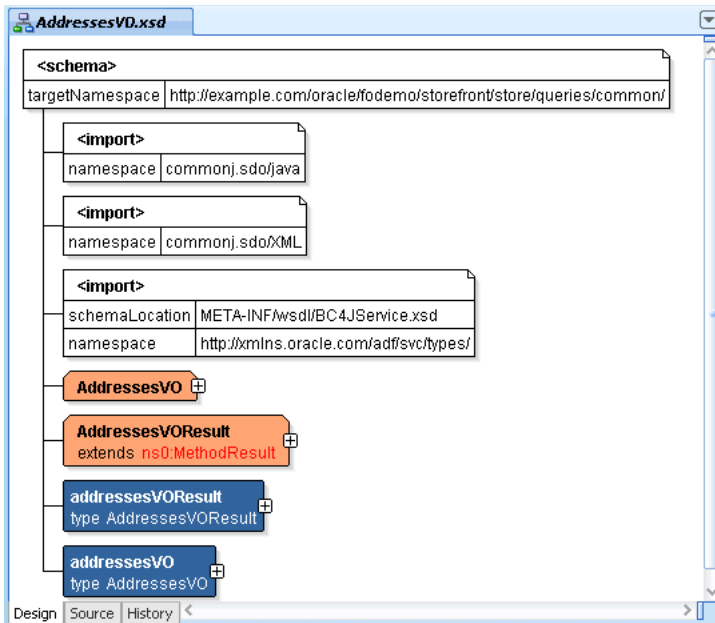 AddressesVO.xsd
<schema>
targetNamespace http://example.com/oracle/fodemo/storefront/store/queries/common/
<import>
namespace commonj.sdo/java
<import>
namespace commonj.sdo/XML
<import>
schemaLocation META-INF/wsdl/BC4JService.xsd
namespace http://xmlns.oracle.com/adf/svc/types/
AddressesVO
AddressesVOResult
extends ns0:MethodResult
addressesVOResult
type AddressesVOResult
addressesVO
type AddressesVO
Design Source History